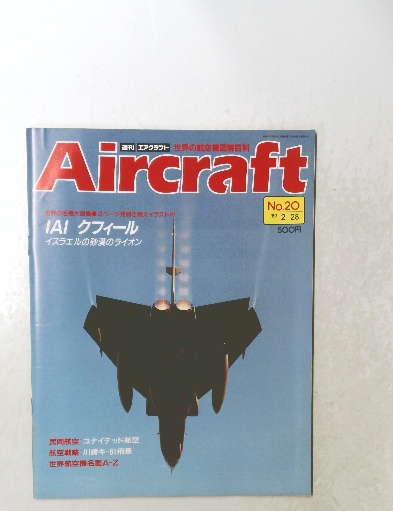 週刊 エアクラフト 世界の航空機図解百科
Aircraft
No.20
2 28
500円
IAI クフィール
イスラエルの砂漠のライオン
民間航空 ユナイテッド航空
航空戦略 川崎キ-61飛燕
世界航空機名鑑A-Z